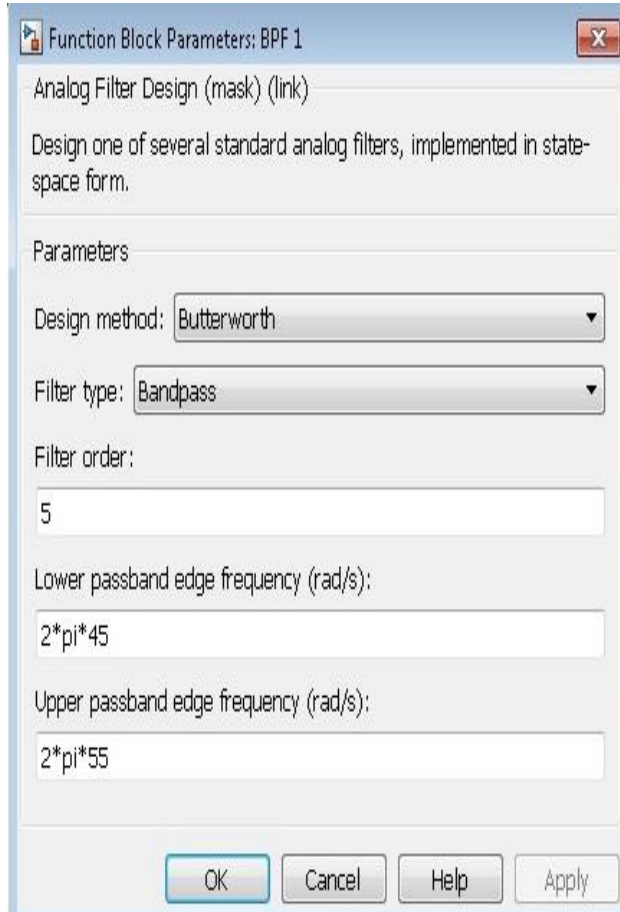 Function Block Parameters: BPF 1
Analog Filter Design (mask) (link)
Design one of several standard analog filters, implemented in state-
space form.
Parameters
Design method: Butterworth
Filter type: Bandpass
Filter order:
5
Lower passband edge frequency (rad/s):
2*pi*45
Upper passband edge frequency (rad/s):
2*pi*55
OK Cancel Help Apply